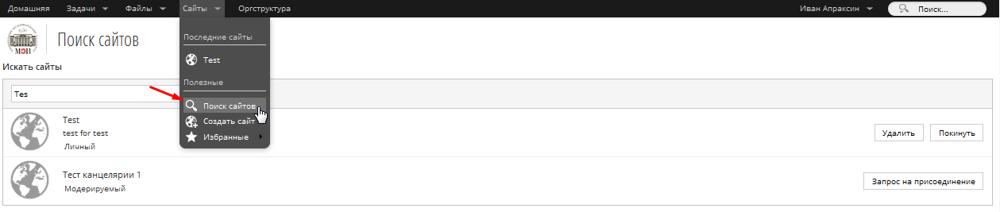 Домашняя Задачи Файлы Сайты Оргструктура Иван Апраксин Поиск...
МЭИ
Поиск сайтов
Искать сайты
Tes
Последние сайты
Test
Полезные
Поиск сайтов
Создать сайт
Избранные
Test
test for test
Личный
Удалить Покинуть
Тест канцелярии 1
Модерируемый
Запрос на присоединение